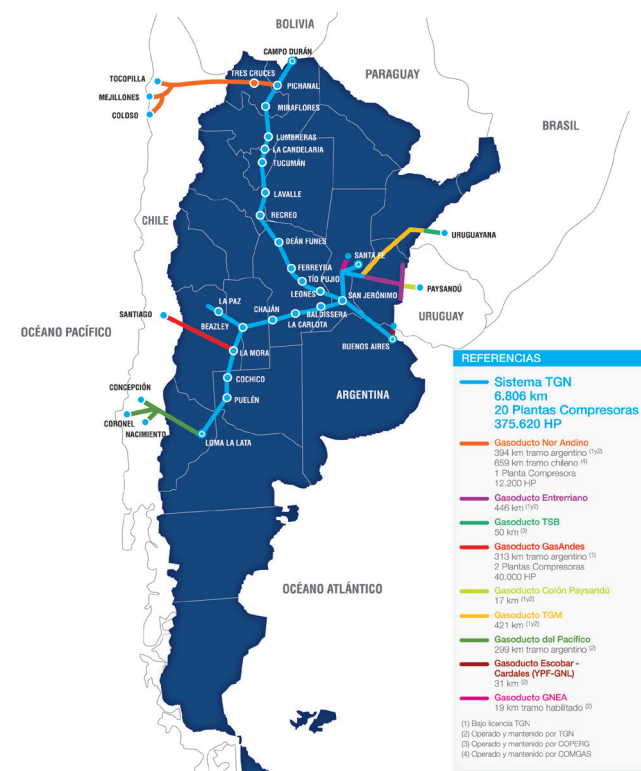 BOLIVIA
CAMPO DURÁN
TRES CRUCES
TOCOPILLA
PICHANAL
PARAGUAY
MEJILLONES
MIRAFLORES
COLOSO
BRASIL
LUMBRERAS
LA CANDELARIA
TUCUMÁN
LAVALLE
CHILE
RECREO
URUGUAYANA
DEÁN FUNES
SANTA FE
FERREYRA
TÍO PUJIO
PAYSANDÚ
LEONES
SAN JERÓNIMO
LA PAZ
URUGUAY
SANTIAGO
CHAJÁN
BALDISSERA
OCÉANO PACÍFICO
BEAZLEY
LA CARLOTA
BUENOS AIRES
LA MORA
COCHICO
CONCEPCIÓN
ARGENTINA
PUELÉN
CORONEL
NACIMIENTO
LOMA LA LATA
OCÉANO ATLÁNTICO
REFERENCIAS
Sistema TGN
6.806 km
20 Plantas Compresoras
375.620 HP
Gasoducto Nor Andino
394 km tramo argentino (1y2)
659 km tramo chileno (4)
1 Planta Compresora
12.200 HP
Gasoducto Entrerriano
446 km (1y2)
Gasoducto TSB
50 km (3)
Gasoducto GasAndes
313 km tramo argentino (1)
2 Plantas Compresoras
40.000 HP
Gasoducto Colón Paysandú
17 km (1y2)
Gasoducto TGM
421 km (1y2)
Gasoducto del Pacífico
299 km tramo argentino (2)
Gasoducto Escobar -
Cardales (YPF-GNL)
31 km (2)
Gasoducto GNEA
19 km tramo habilitado (2)
(1) Bajo licencia TGN
(2) Operado y mantenido por TGN
(3) Operado y mantenido por COPERG
(4) Operado y mantenido por COMGAS